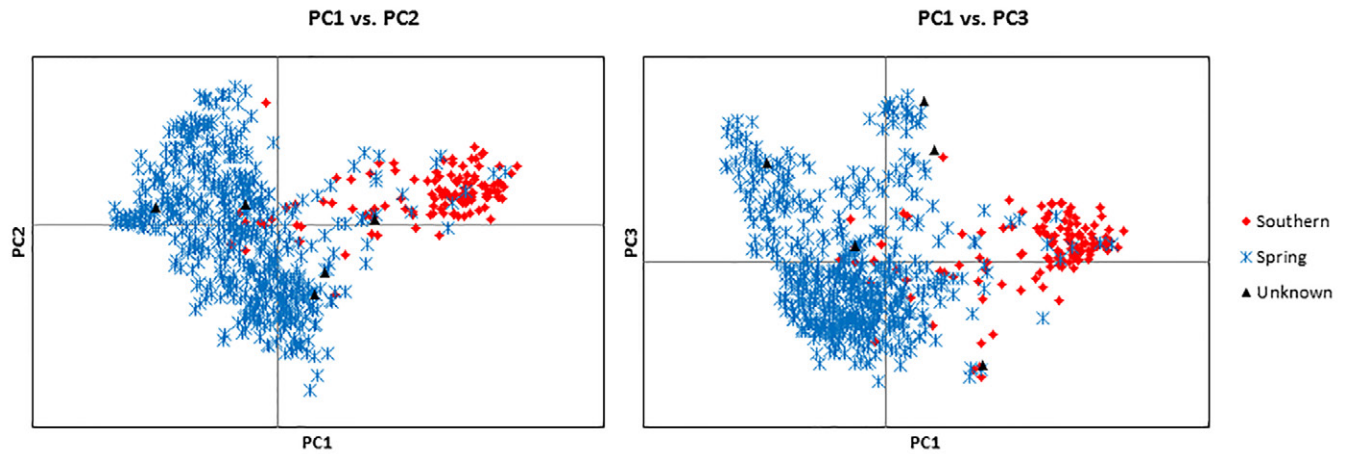 PC1 vs. PC2
PC1 vs. PC3
PC2
PC1
PC3
PC1
Southern
Spring
Unknown